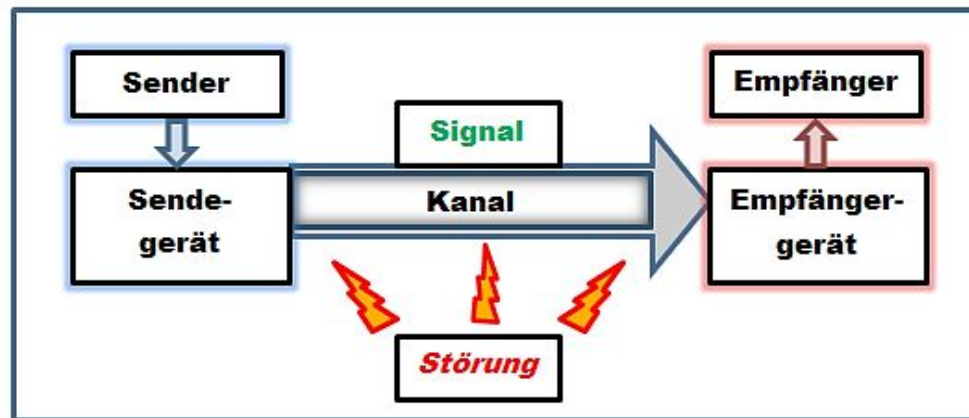 Sender
Empfänger
Signal
Sende-
gerät
Kanal
Empfänger-
gerät
Störung